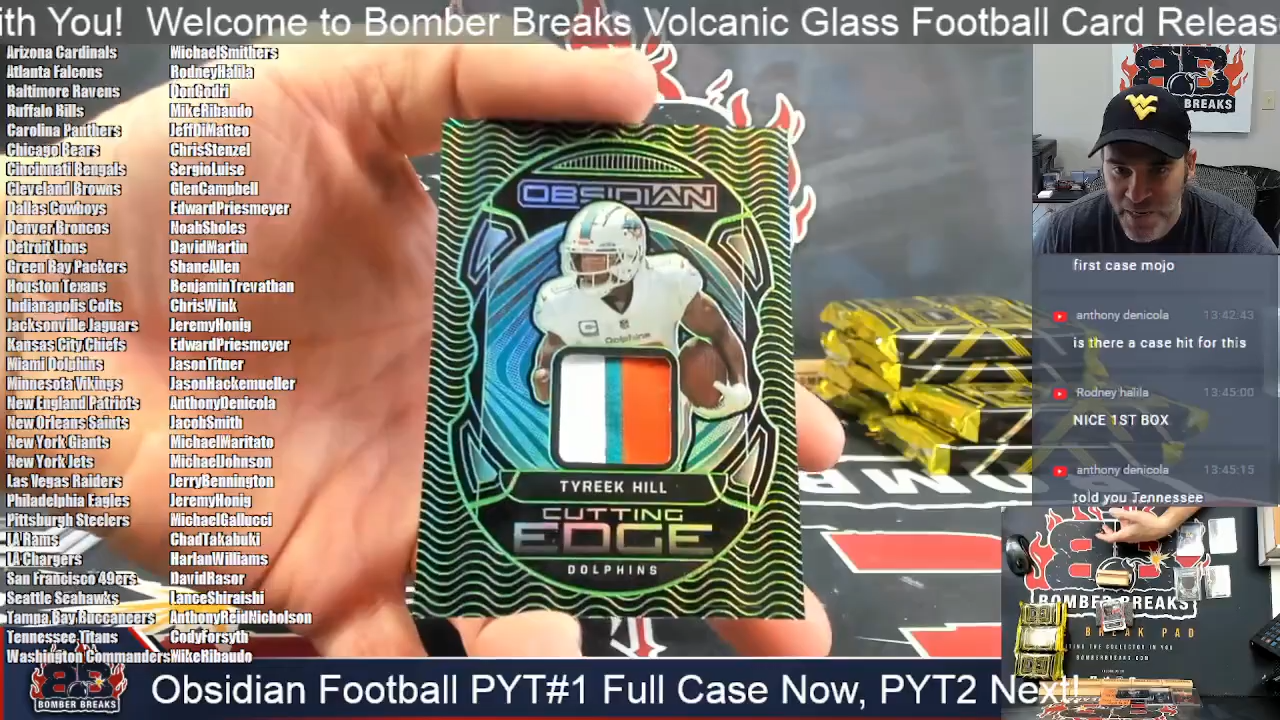 ith You!  Welcome to Bomber Breaks Volcanic Glass Football Card Releas
Arizona Cardinals MichaelSmithers
Atlanta Falcons RodneyHalila
Baltimore Ravens DonGodri
Buffalo Bills MikeRibaudo
Carolina Panthers JeffDiMatteo
Chicago Bears ChrisStenzel
Cincinnati Bengals SergioLuise
Cleveland Browns GlenCampbell
Dallas Cowboys EdwardPriesmeyer
Denver Broncos NoahSholes
Detroit Lions DavidMartin
Green Bay Packers ShaneAllen
Houston Texans BenjaminTrevathan
Indianapolis Colts ChrisWink
Jacksonville Jaguars JeremyHonig
Kansas City Chiefs EdwardPriesmeyer
Miami Dolphins JasonTitner
Minnesota Vikings JasonHackemueller
New England Patriots AnthonyDenicola
New Orleans Saints JacobSmith
New York Giants MichaelMaritato
New York Jets MichaelJohnson
Las Vegas Raiders JerryBennington
Philadelphia Eagles JeremyHonig
Pittsburgh Steelers MichaelGallucci
LA Rams ChadTakabuki
LA Chargers HarlanWilliams
San Francisco 49ers DavidRasor
Seattle Seahawks LanceShiraishi
Tampa Bay Buccaneers AnthonyReidNicholson
Tennessee Titans CodyForsyth
Washington Commanders MikeRibaudo
OBSIDIAN
Dolphins
TYREEK HILL
CUTTING
EDGE
DOLPHINS
BREAKS
WV
first case mojo
anthony denicola 13:42:43
is there a case hit for this
Rodney halila 13:45:00
NICE 1ST BOX
anthony denicola 13:45:15
told you Tennessee
BB
BOMBER BREAKS
BREAK PAD
BOMBERBREAKS.COM
BB
BOMBER BREAKS
Obsidian Football PYT#1 Full Case Now, PYT2 Next!